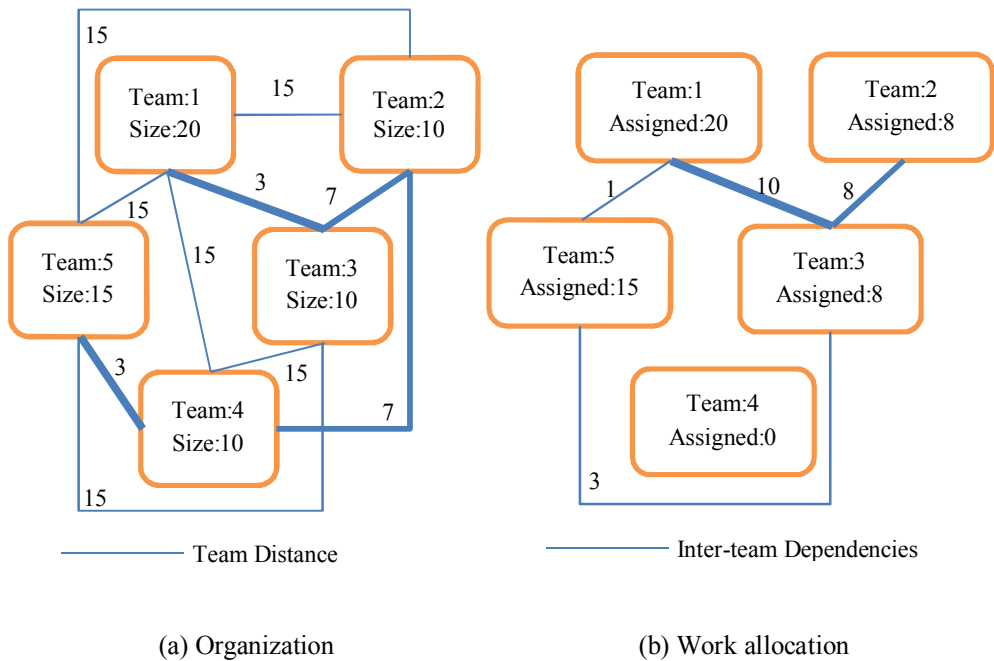 15
Team:1
Size:20
15
Team:2
Size:10
3
7
15
15
Team:5
Size:15
Team:3
Size:10
3
15
Team:4
Size:10
7
15
Team Distance
(a) Organization
Team:1
Assigned:20
Team:2
Assigned:8
1
10
8
Team:5
Assigned:15
Team:3
Assigned:8
Team:4
Assigned:0
3
Inter-team Dependencies
(b) Work allocation